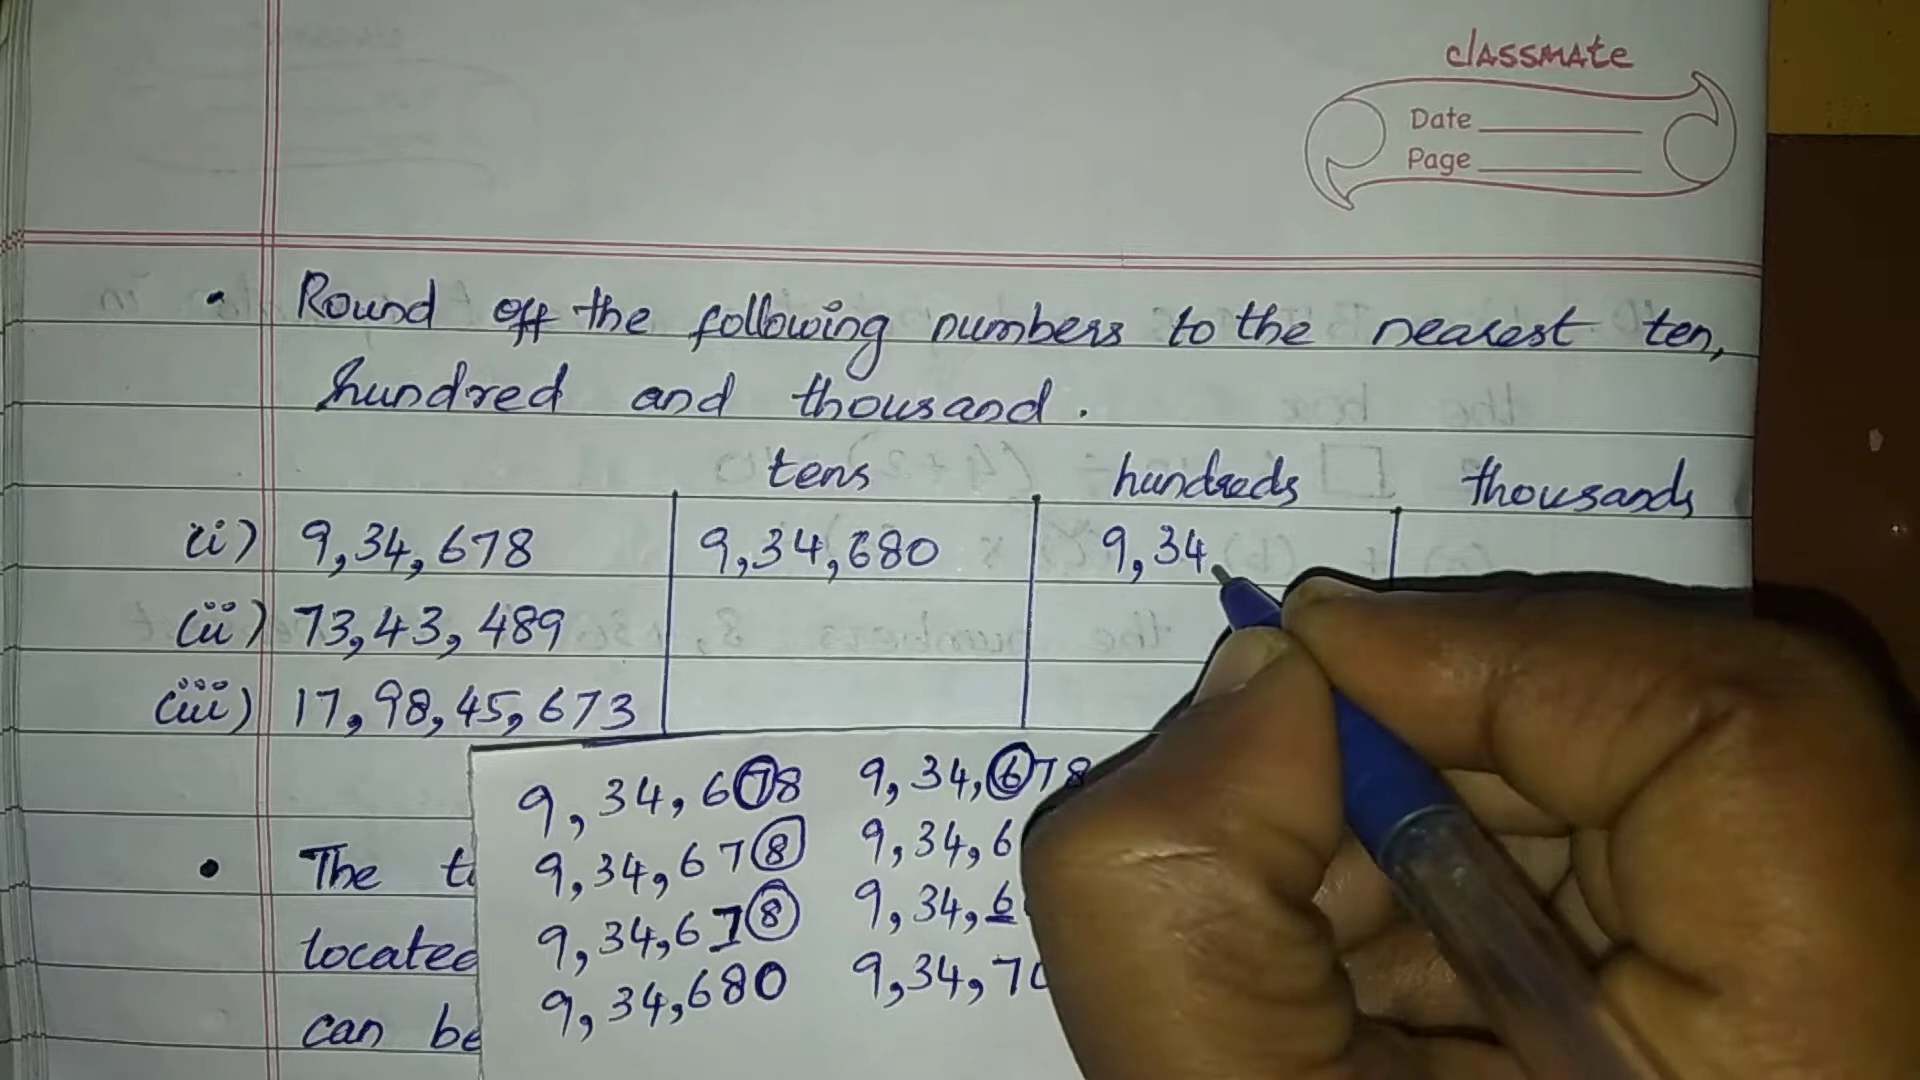 classmate
Date
Page
• Round off the following numbers to the nearest ten,
hundred and thousand.
tens hundreds thousands
(i) 9,34,678 9,34,680 9,34
(ii) 73,43,489
(iii) 17,98,45,673
9,34,678 9,34,678
9,34,678 9,34,6
9,34,678 9,34,6
9,34,680 9,34,70
• The
located
can be